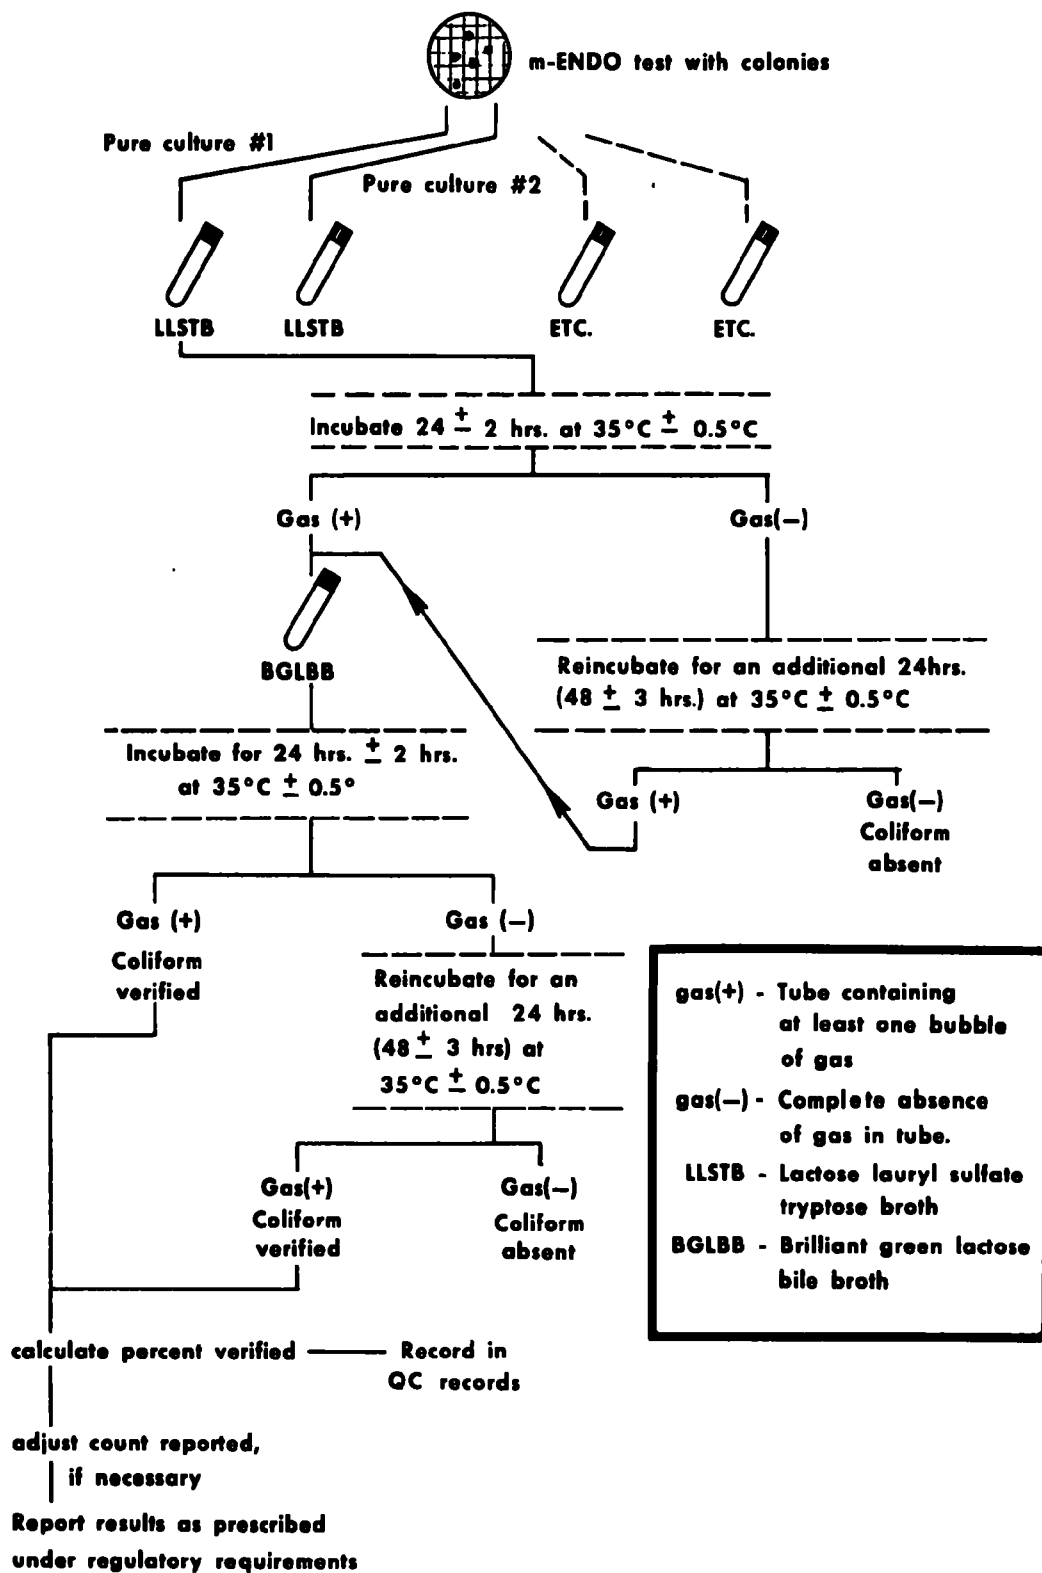 m-ENDO test with colonies
Pure culture #1
Pure culture #2
LLSTB
LLSTB
ETC.
ETC.
Incubate 24 ± 2 hrs. at 35°C ± 0.5°C
Gas (+)
Gas(—)
BGLBB
Reincubate for an additional 24hrs.
(48 ± 3 hrs.) at 35°C ± 0.5°C
Incubate for 24 hrs. ± 2 hrs.
at 35°C ± 0.5°
Gas (+)
Gas(—)
Coliform
absent
Gas (+)
Coliform
verified
Gas (—)
Reincubate for an
additional 24 hrs.
(48 ± 3 hrs) at
35°C ± 0.5°C
Gas(+)
Coliform
verified
Gas(—)
Coliform
absent
gas(+) - Tube containing
at least one bubble
of gas
gas(—) - Complete absence
of gas in tube.
LLSTB - Lactose lauryl sulfate
tryptose broth
BGLBB - Brilliant green lactose
bile broth
calculate percent verified
Record in
QC records
adjust count reported,
if necessary
Report results as prescribed
under regulatory requirements